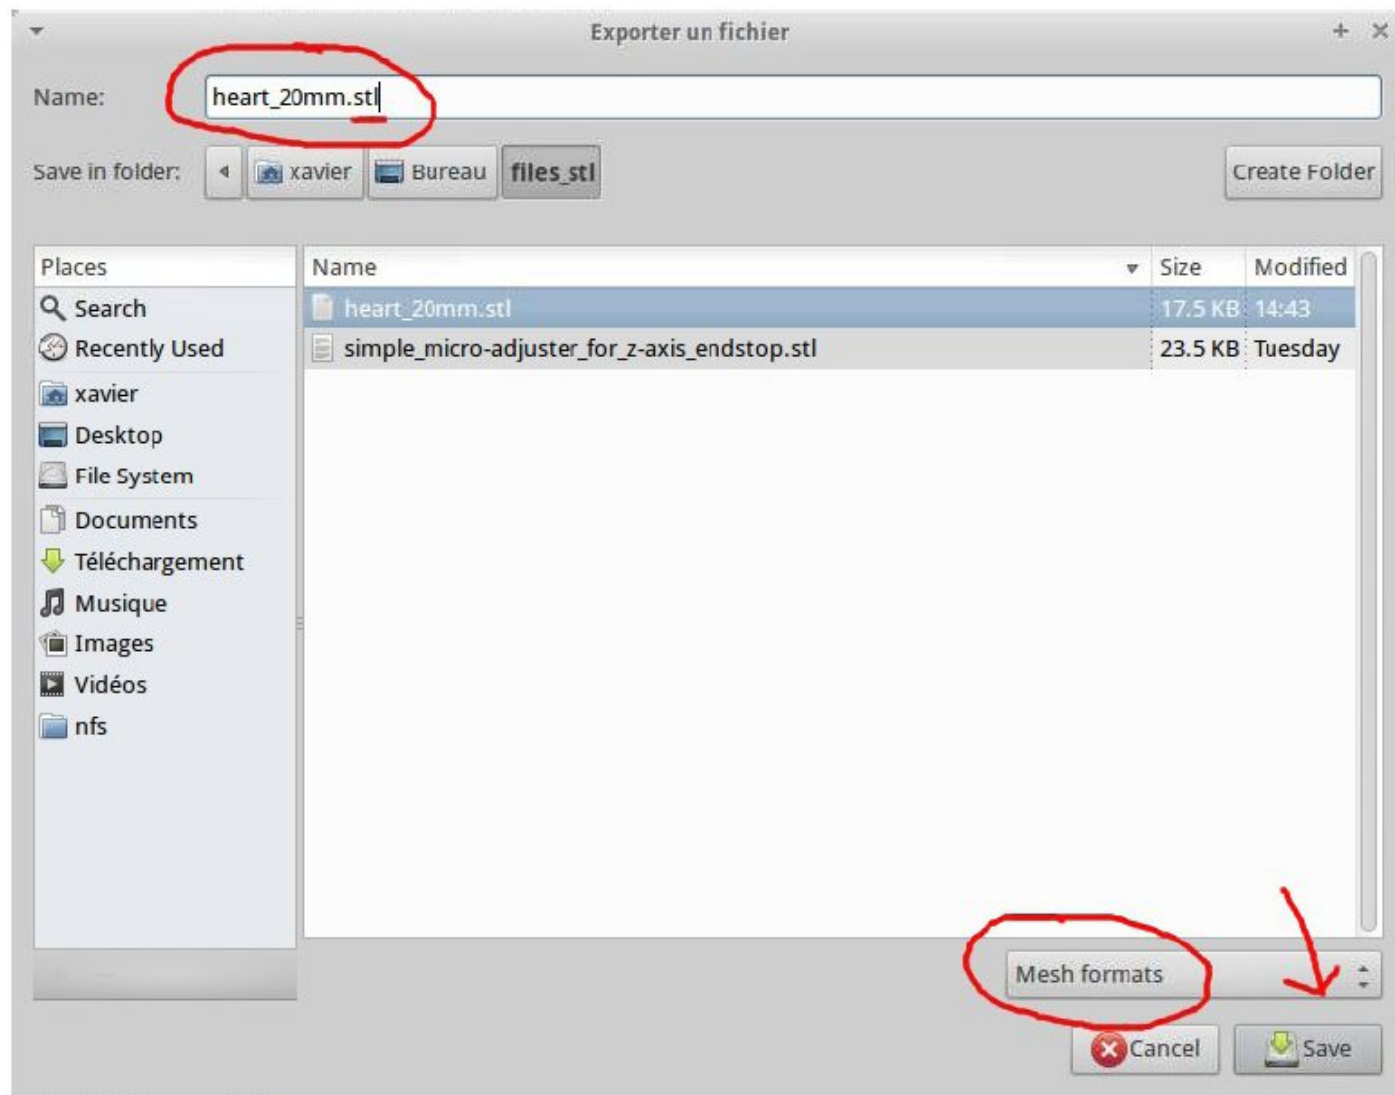 Exporter un fichier
Name: heart_20mm.stl
Save in folder: xavier Bureau files_stl Create Folder
Places
Search
Recently Used
xavier
Desktop
File System
Documents
Téléchargement
Musique
Images
Vidéos
nfs
Name Size Modified
heart_20mm.stl 17.5 KB 14:43
simple_micro-adjuster_for_z-axis_endstop.stl 23.5 KB Tuesday
Mesh formats
Cancel Save